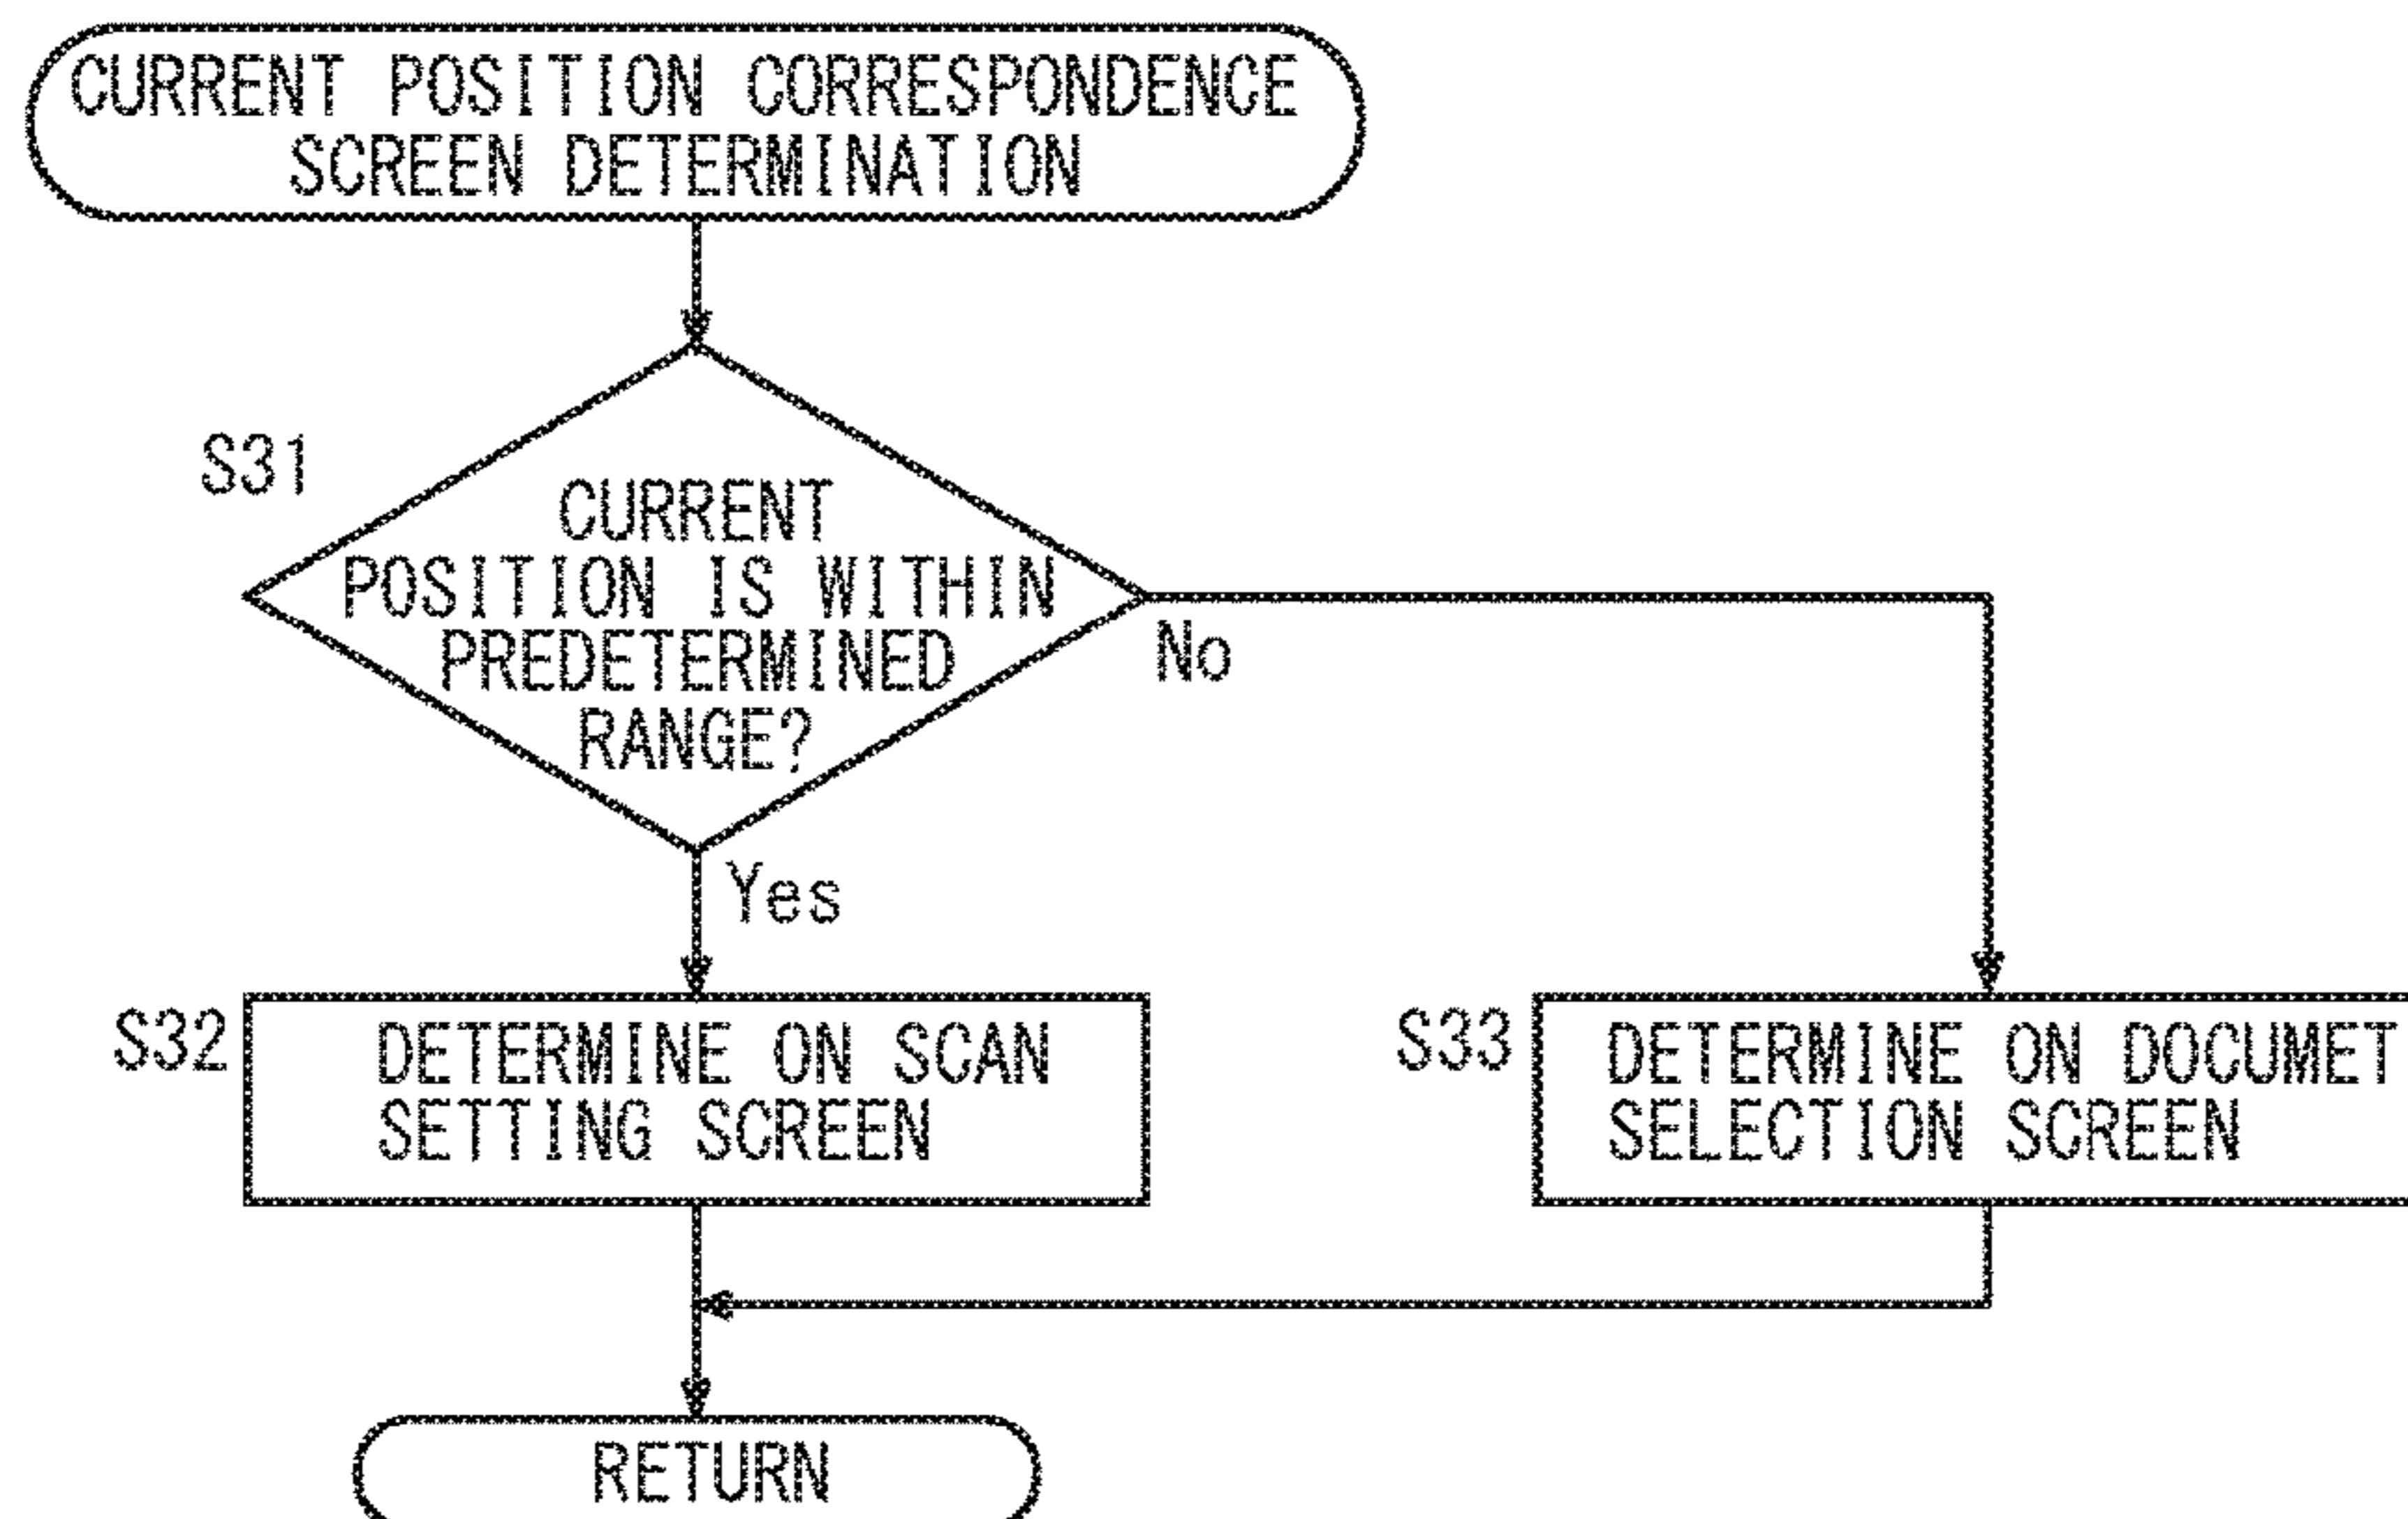 CURRENT POSITION CORRESPONDENCE
SCREEN DETERMINATION
S31
CURRENT
POSITION IS WITHIN
PREDETERMINED
RANGE?
No
Yes
S32
DETERMINE ON SCAN
SETTING SCREEN
S33
DETERMINE ON DOCUMET
SELECTION SCREEN
RETURN